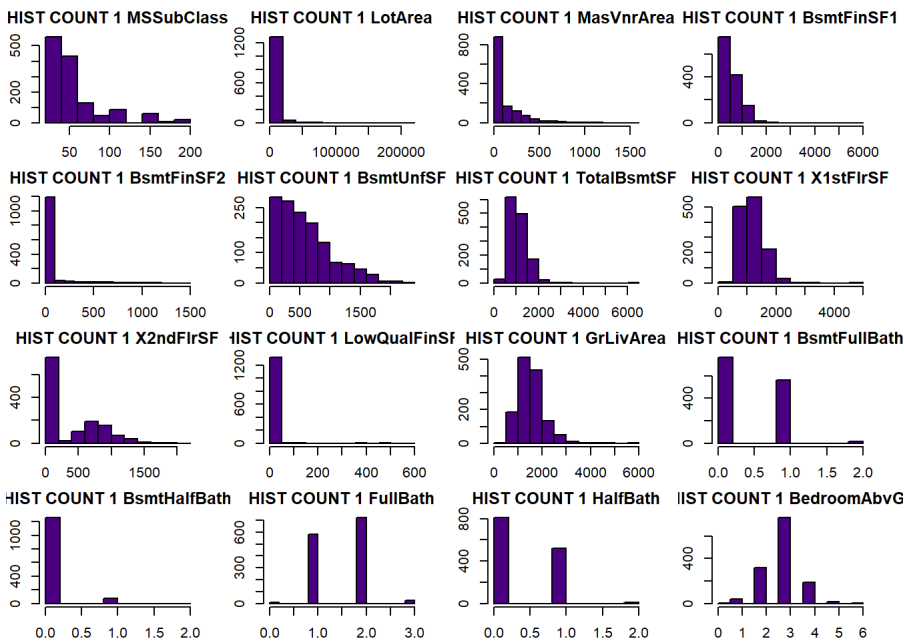 HIST COUNT 1 MSSubClass
0 200 500
50 100 150 200
HIST COUNT 1 LotArea
0 600 1200
0 100000 200000
HIST COUNT 1 MasVnrArea
0 400 800
0 500 1000 1500
HIST COUNT 1 BsmtFinSF1
0 400
0 2000 4000 6000
HIST COUNT 1 BsmtFinSF2
0 400 1000
0 500 1000 1500
HIST COUNT 1 BsmtUnfSF
0 100 250
0 500 1500
HIST COUNT 1 TotalBsmtSF
0 200 500
0 2000 4000 6000
HIST COUNT 1 X1stFlrSF
0 200 500
0 2000 4000
HIST COUNT 1 X2ndFlrSF
0 400
0 500 1500
HIST COUNT 1 LowQualFinSF
0 600 1200
0 200 400 600
HIST COUNT 1 GrLivArea
0 200 500
0 2000 4000 6000
HIST COUNT 1 BsmtFullBath
0 400
0.0 0.5 1.0 1.5 2.0
HIST COUNT 1 BsmtHalfBath
0 400 1000
0.0 0.5 1.0 1.5 2.0
HIST COUNT 1 FullBath
0 300 600
0.0 1.0 2.0 3.0
HIST COUNT 1 HalfBath
0 400 800
0.0 0.5 1.0 1.5 2.0
HIST COUNT 1 BedroomAbvG
0 400
0 1 2 3 4 5 6